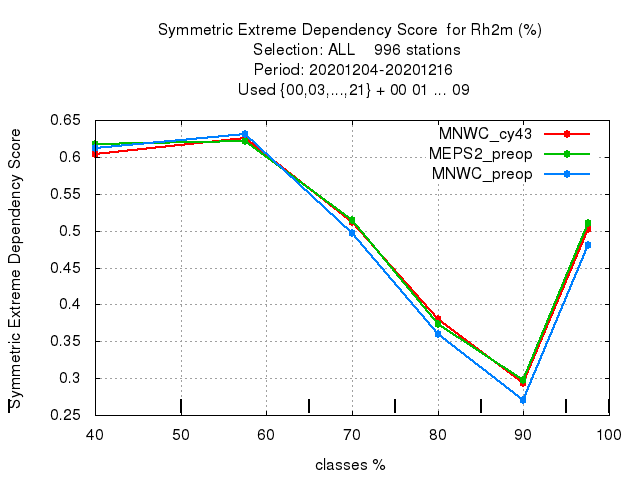 Symmetric Extreme Dependency Score for Rh2m (%)
Selection: ALL 996 stations
Period: 20201204-20201216
Used {00,03,...,21} + 00 01 ... 09
Symmetric Extreme Dependency Score
0.65
0.6
0.55
0.5
0.45
0.4
0.35
0.3
0.25
MNWC_cy43
MEPS2_preop
MNWC_preop
40 50 60 70 80 90 100
classes %